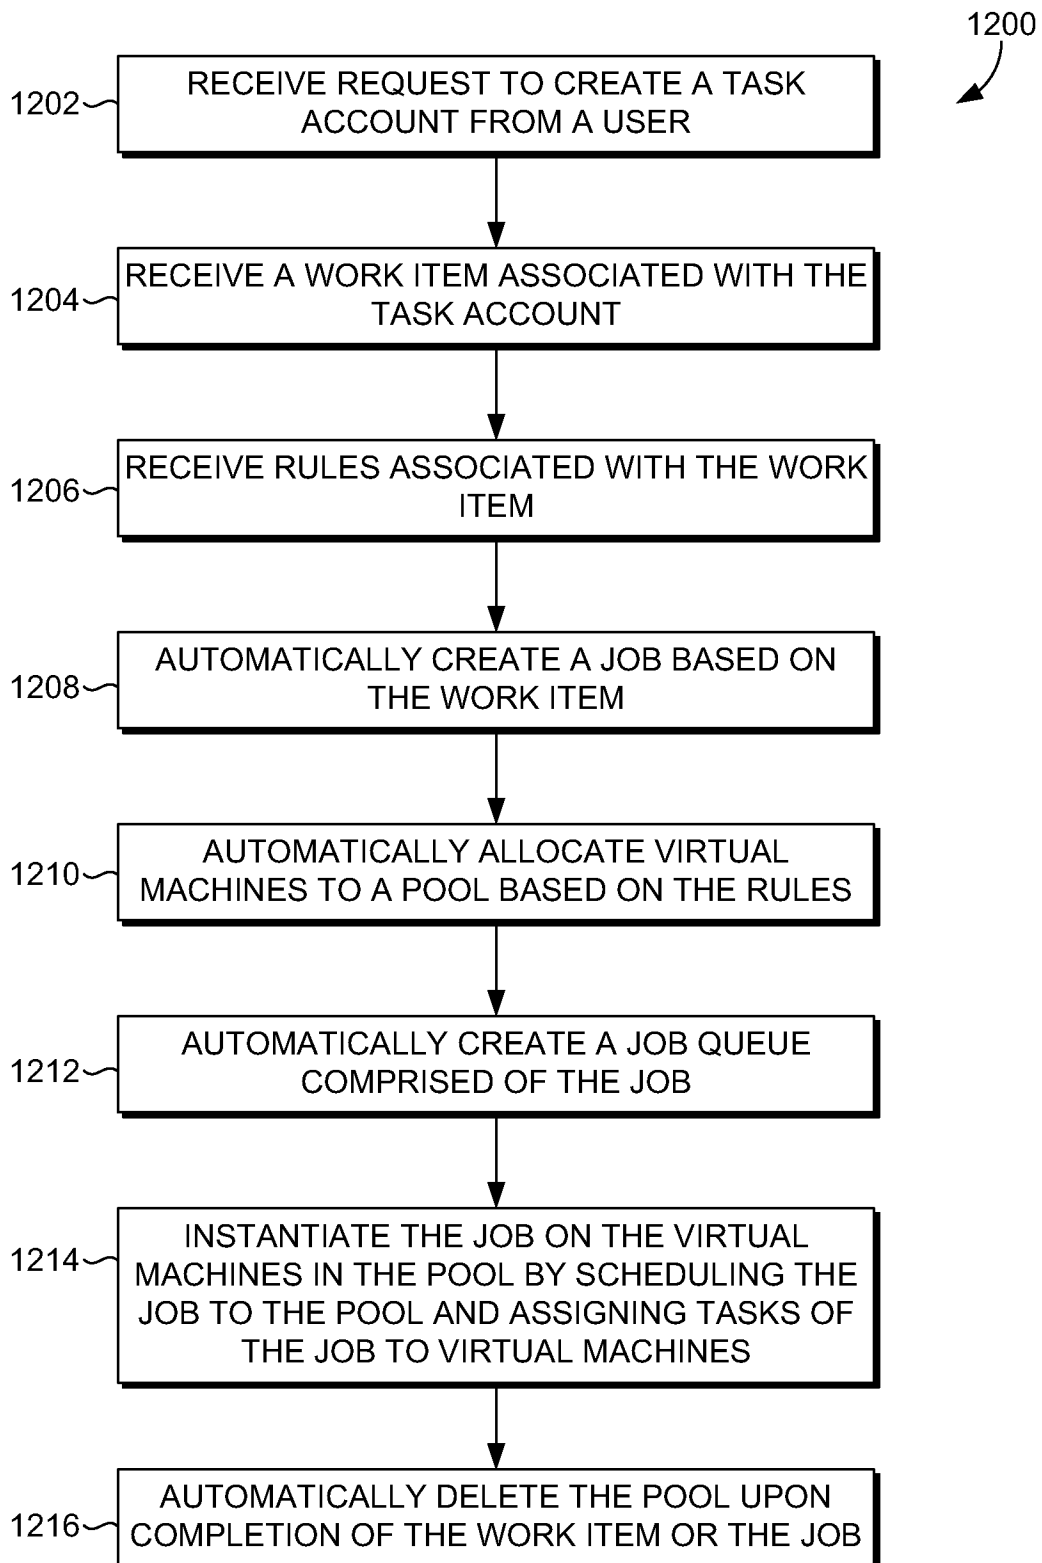 1200
1202
RECEIVE REQUEST TO CREATE A TASK
ACCOUNT FROM A USER
1204
RECEIVE A WORK ITEM ASSOCIATED WITH THE
TASK ACCOUNT
1206
RECEIVE RULES ASSOCIATED WITH THE WORK
ITEM
1208
AUTOMATICALLY CREATE A JOB BASED ON
THE WORK ITEM
1210
AUTOMATICALLY ALLOCATE VIRTUAL
MACHINES TO A POOL BASED ON THE RULES
1212
AUTOMATICALLY CREATE A JOB QUEUE
COMPRISED OF THE JOB
1214
INSTANTIATE THE JOB ON THE VIRTUAL
MACHINES IN THE POOL BY SCHEDULING THE
JOB TO THE POOL AND ASSIGNING TASKS OF
THE JOB TO VIRTUAL MACHINES
1216
AUTOMATICALLY DELETE THE POOL UPON
COMPLETION OF THE WORK ITEM OR THE JOB